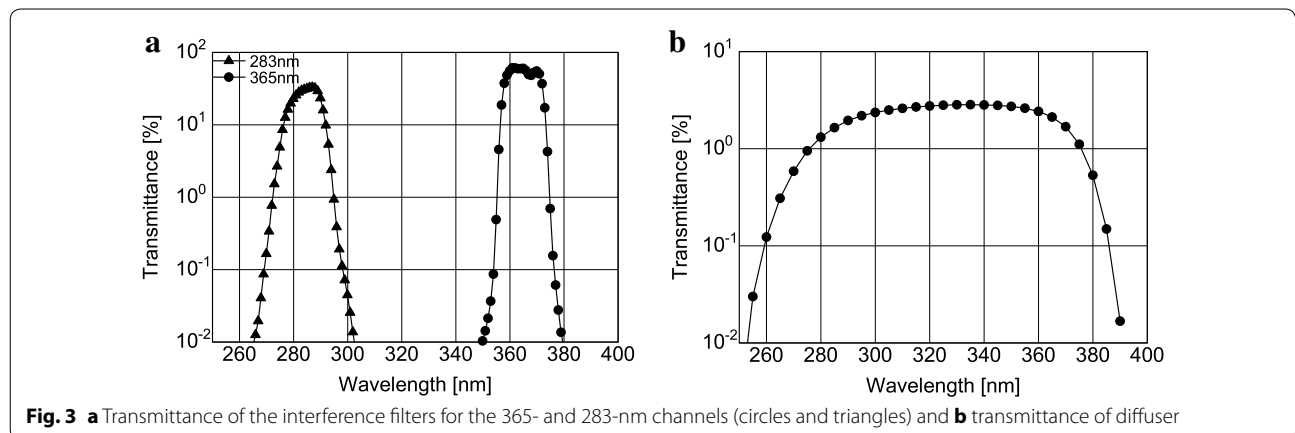 a
10²
10¹
10⁰
10⁻¹
10⁻²
Transmittance [%]
283nm
365nm
260 280 300 320 340 360 380 400
Wavelength [nm]
b
10¹
10⁰
10⁻¹
10⁻²
Transmittance [%]
260 280 300 320 340 360 380 400
Wavelength [nm]
Fig. 3 a Transmittance of the interference filters for the 365- and 283-nm channels (circles and triangles) and b transmittance of diffuser